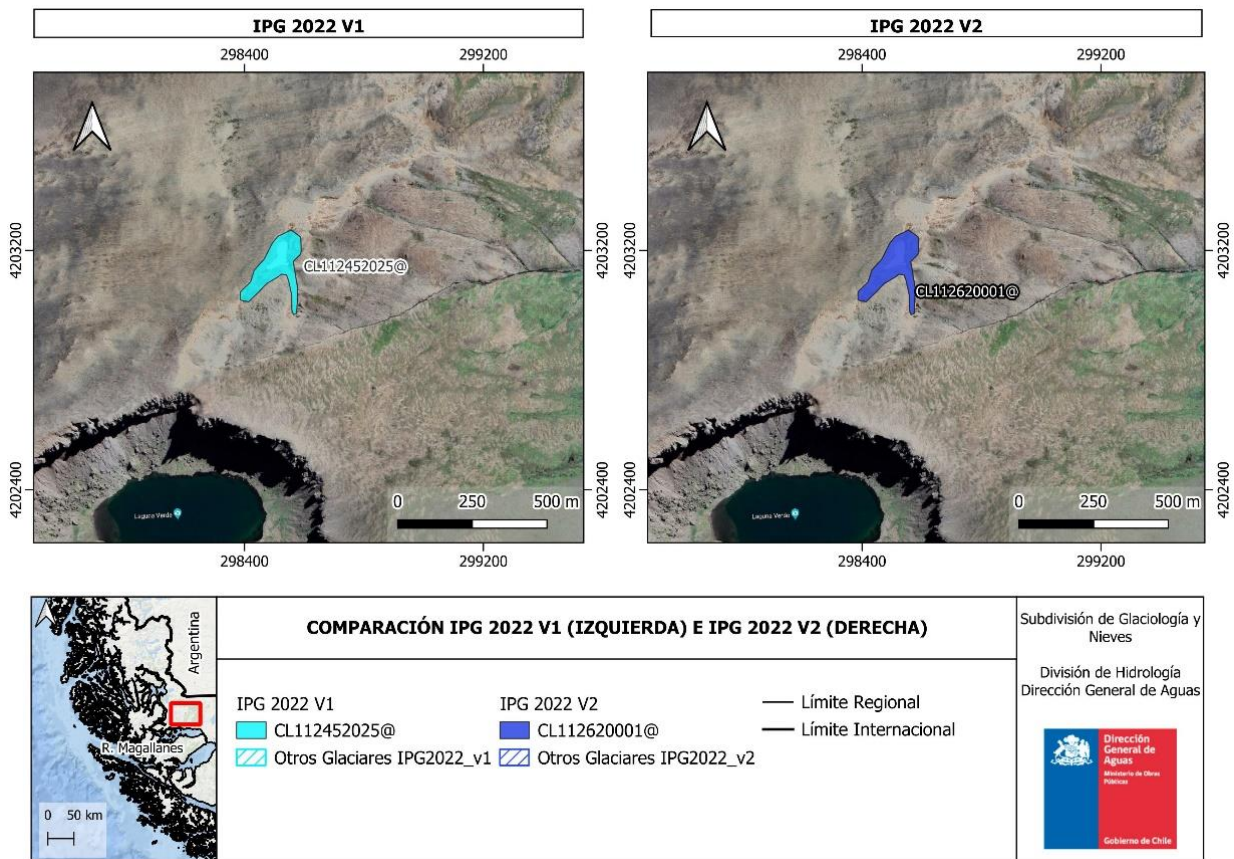 IPG 2022 V1
IPG 2022 V2
298400
299200
298400
299200
4203200
4202400
CL112452025@
Laguna Verde
0 250 500 m
4203200
4202400
CL112620001@
Laguna Verde
0 250 500 m
4203200
4202400
298400
299200
298400
299200
Argentina
R. Magallanes
0 50 km
COMPARACIÓN IPG 2022 V1 (IZQUIERDA) E IPG 2022 V2 (DERECHA)
IPG 2022 V1
CL112452025@
Otros Glaciares IPG2022_v1
IPG 2022 V2
CL112620001@
Otros Glaciares IPG2022_v2
Límite Regional
Límite Internacional
Subdivisión de Glaciología y
Nieves
División de Hidrología
Dirección General de Aguas
Dirección
General de
Aguas
Ministerio de Obras
Públicas
Gobierno de Chile